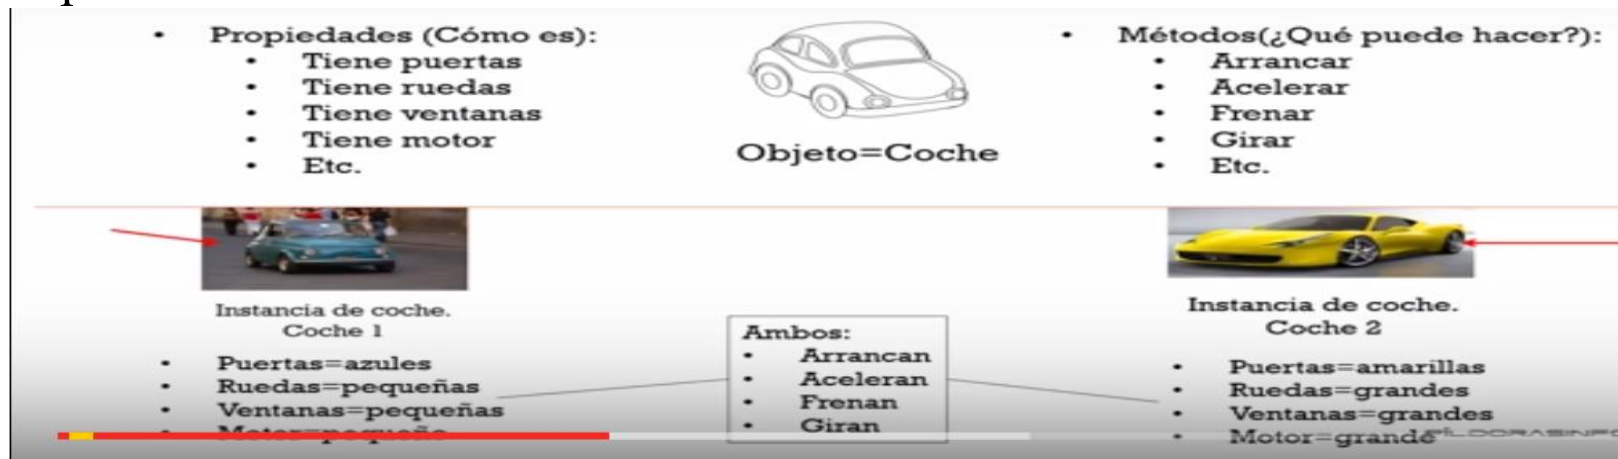 • Propiedades (Cómo es):
• Tiene puertas
• Tiene ruedas
• Tiene ventanas
• Tiene motor
• Etc.
Objeto=Coche
• Métodos(¿Qué puede hacer?):
• Arrancar
• Acelerar
• Frenar
• Girar
• Etc.
Instancia de coche.
Coche 1
• Puertas=azules
• Ruedas=pequeñas
• Ventanas=pequeñas
• Motor=pequeño
Ambos:
• Arrancan
• Aceleran
• Frenan
• Giran
Instancia de coche.
Coche 2
• Puertas=amarillas
• Ruedas=grandes
• Ventanas=grandes
• Motor=grande